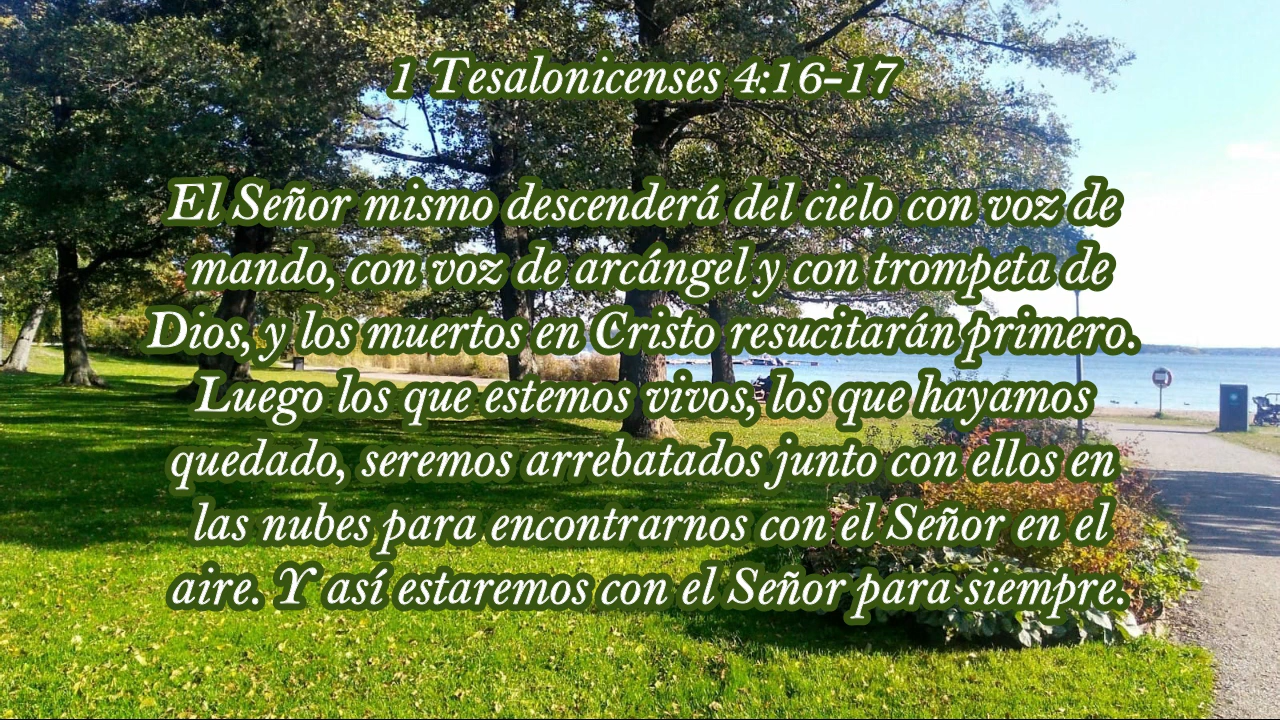 1 Tesalonicenses 4:16-17
El Señor mismo descenderá del cielo con voz de
mando, con voz de arcángel y con trompeta de
Dios, y los muertos en Cristo resucitarán primero.
Luego los que estemos vivos, los que hayamos
quedado, seremos arrebatados junto con ellos en
las nubes para encontrarnos con el Señor en el
aire. Y así estaremos con el Señor para siempre.